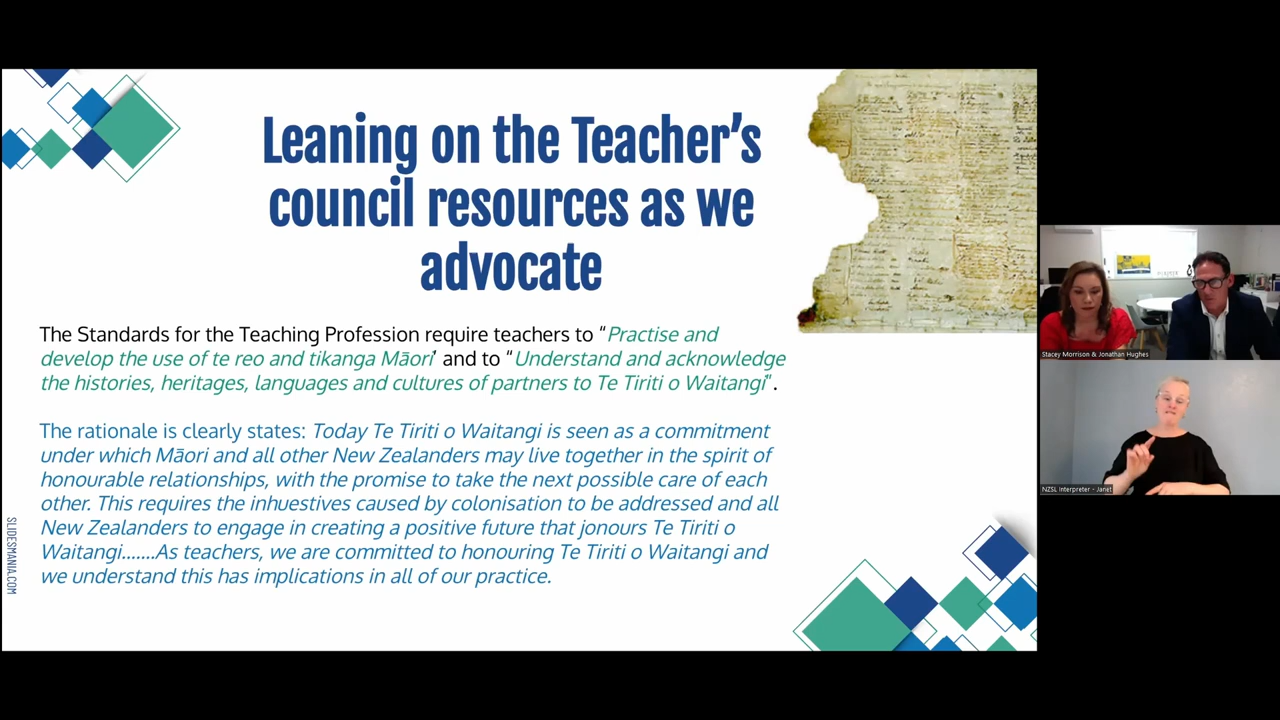 Leaning on the Teacher’s
council resources as we
advocate
The Standards for the Teaching Profession require teachers to “Practise and
develop the use of te reo and tikanga Māori’ and to “Understand and acknowledge
the histories, heritages, languages and cultures of partners to Te Tiriti o Waitangi”.
The rationale is clearly states: Today Te Tiriti o Waitangi is seen as a commitment
under which Māori and all other New Zealanders may live together in the spirit of
honourable relationships, with the promise to take the next possible care of each
other. This requires the inhuestives caused by colonisation to be addressed and all
New Zealanders to engage in creating a positive future that jonours Te Tiriti o
Waitangi.......As teachers, we are committed to honouring Te Tiriti o Waitangi and
we understand this has implications in all of our practice.
SLIDESMANIA.COM
Stacey Morrison & Jonathan Hughes
NZSL Interpreter - Janet